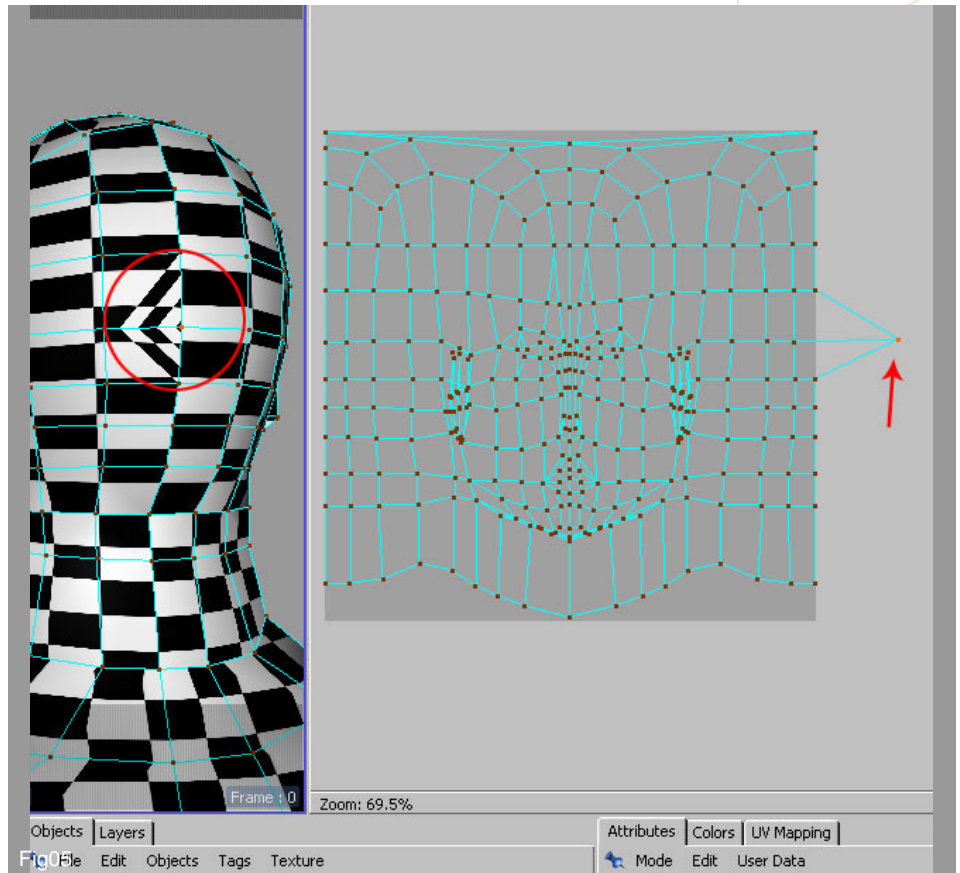 Frame : 0
Zoom: 69.5%
Objects Layers
Attributes Colors UV Mapping
Fig05
File Edit Objects Tags Texture
Mode Edit User Data